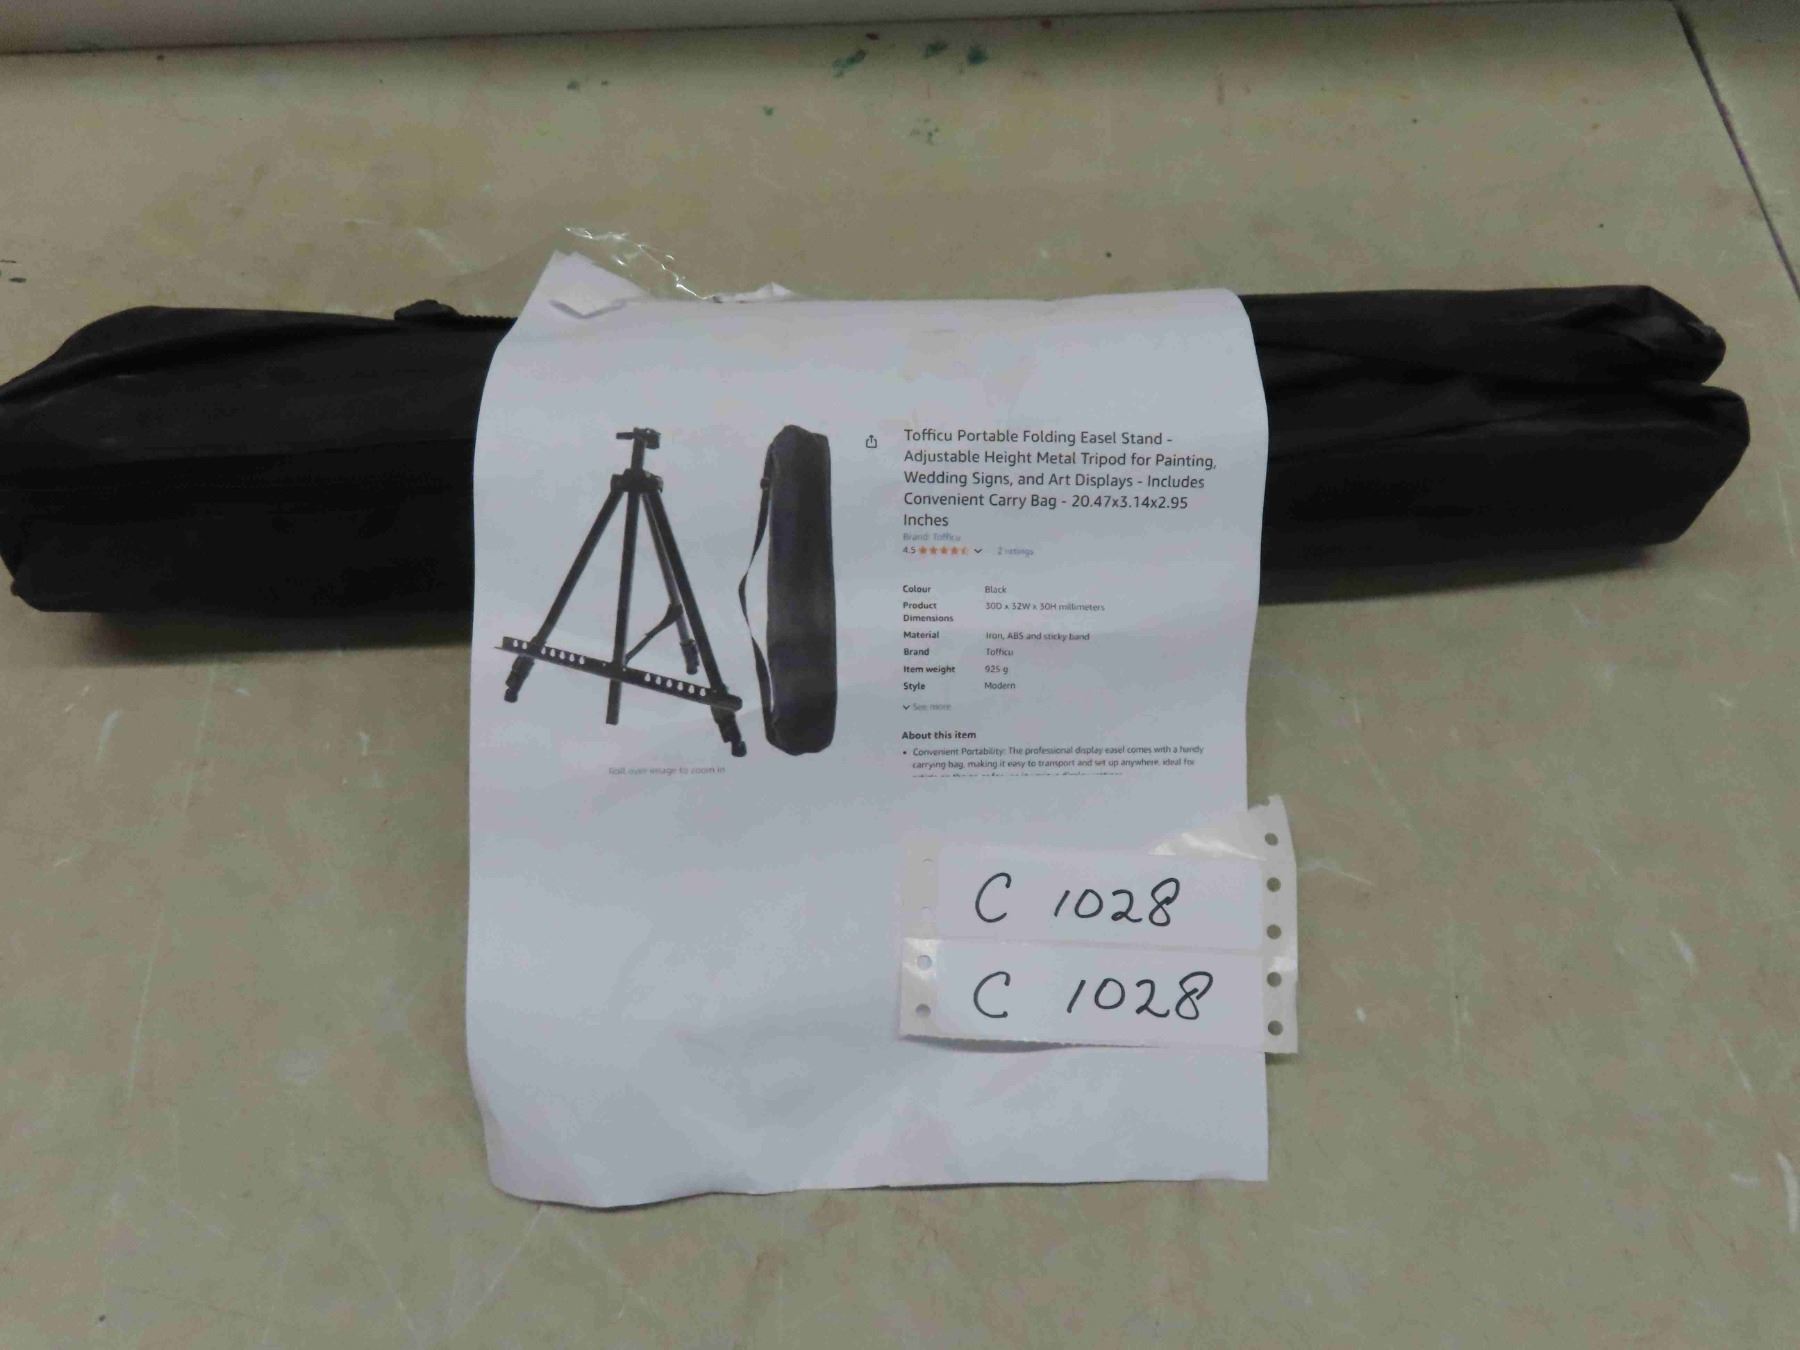 Tofficu Portable Folding Easel Stand -
Adjustable Height Metal Tripod for Painting,
Wedding Signs, and Art Displays - Includes
Convenient Carry Bag - 20.47x3.14x2.95
Inches
Brand: Tofficu
4.5 2 ratings
Colour Black
Product Dimensions 30D x 32W x 30H millimeters
Material Iron, ABS and sticky band
Brand Tofficu
Item weight 925 g
Style Modern
See more
About this item
• Convenient Portability: The professional display easel comes with a handy
carrying bag, making it easy to transport and set up anywhere, ideal for
Roll over image to zoom in
C 1028
C 1028